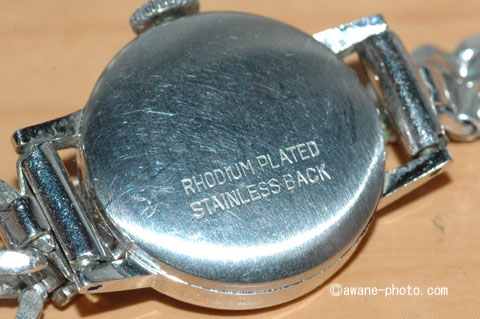 RHODIUM PLATED
STAINLESS BACK
©awane-photo.com